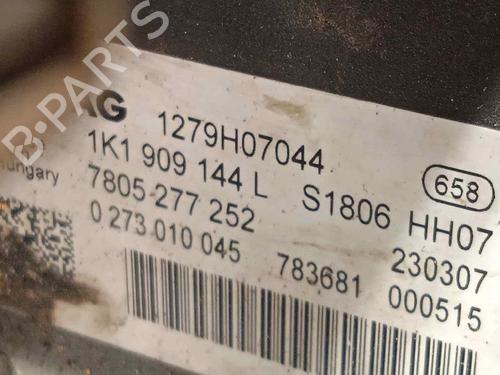 B-PARTS
AG 1279H07044
1K1 909 144 L S1806 HH07
658
Hungary 7805 277 252
0 273 010 045 783681 230307
000515